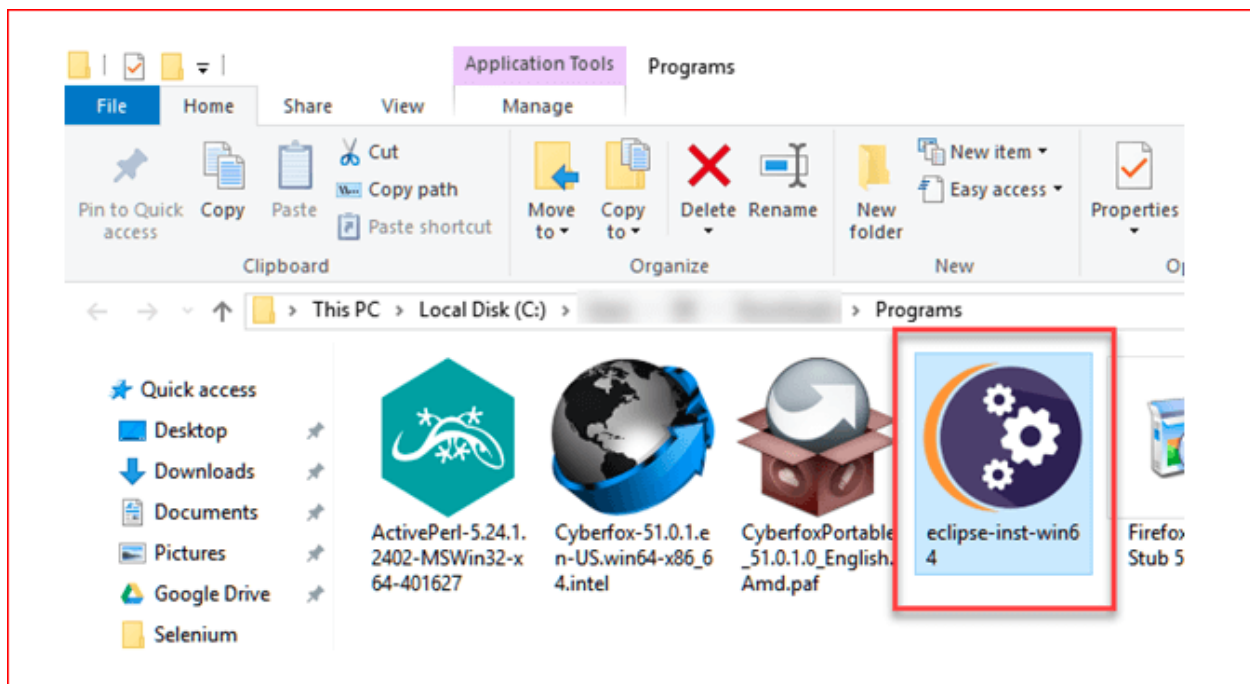 Application Tools
Programs
File
Home
Share
View
Manage
Pin to Quick
access
Copy
Paste
Cut
Copy path
Paste shortcut
Move
to
Copy
to
Delete
Rename
New
folder
New item
Easy access
Properties
Clipboard
Organize
New
This PC > Local Disk (C:) >
> Programs
Quick access
Desktop
Downloads
Documents
Pictures
Google Drive
Selenium
ActivePerl-5.24.1.
2402-MSWin32-x
64-401627
Cyberfox-51.0.1.e
n-US.win64-x86_6
4.intel
CyberfoxPortable
_51.0.1.0_English.
Amd.paf
eclipse-inst-win6
4
Firefox
Stub 5